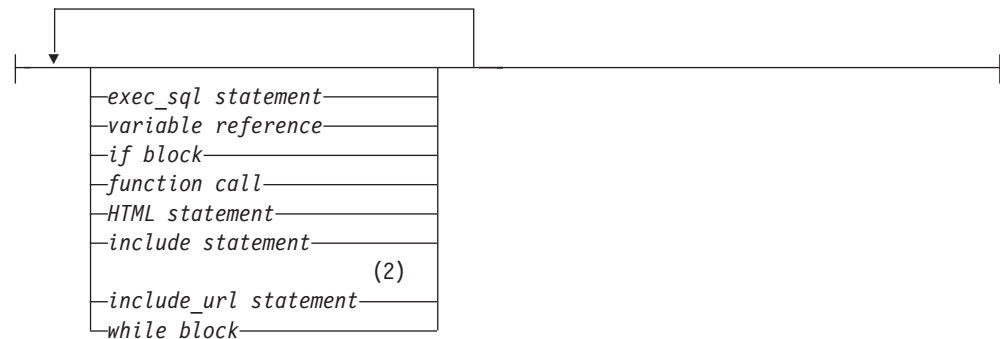 exec_sql statement
variable reference
if block
function call
HTML statement
include statement
(2)
include_url statement
while block